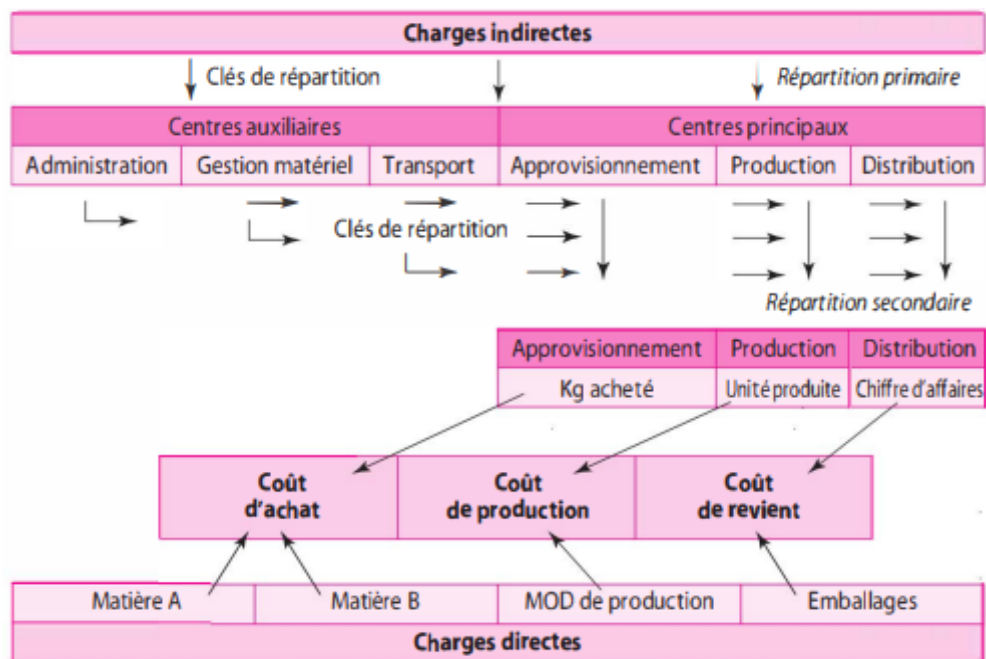 Charges indirectes
Clés de répartition
Répartition primaire
Centres auxiliaires
Centres principaux
Administration
Gestion matériel
Transport
Approvisionnement
Production
Distribution
Clés de répartition
Répartition secondaire
Approvisionnement
Production
Distribution
Kg acheté
Unité produite
Chiffre d'affaires
Coût
d'achat
Coût
de production
Coût
de revient
Matière A
Matière B
MOD de production
Emballages
Charges directes